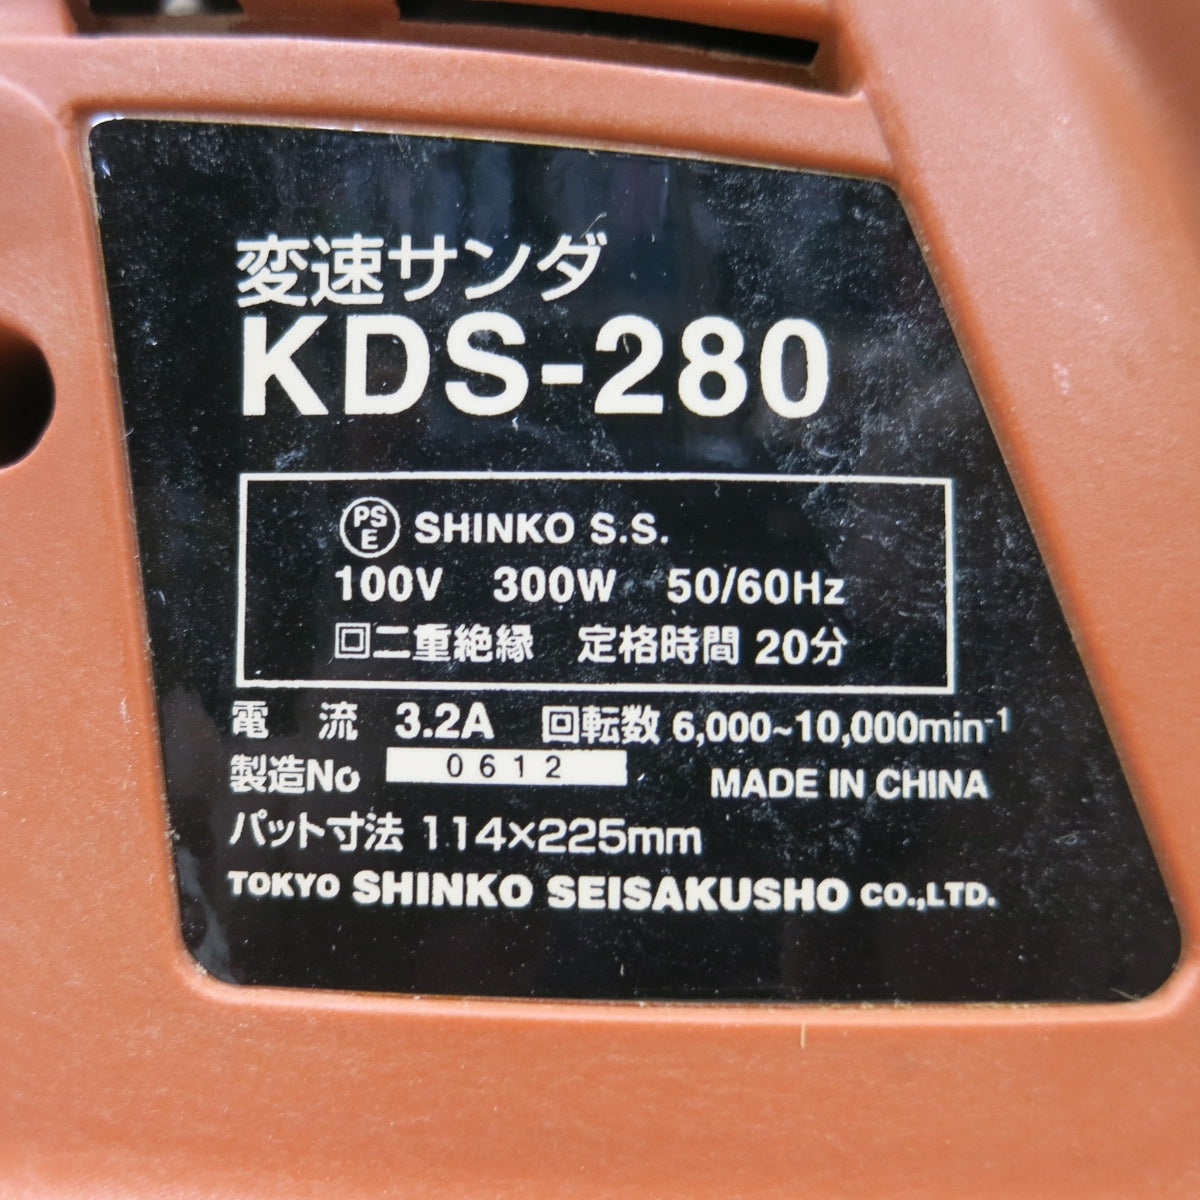 変速サンダ
KDS-280
PSE SHINKO S.S.
100V 300W 50/60Hz
回二重絶縁 定格時間 20分
電 流 3.2A 回転数 6,000~10,000min-1
製造No 0612
MADE IN CHINA
パット寸法 114×225mm
TOKYO SHINKO SEISAKUSHO CO.,LTD.